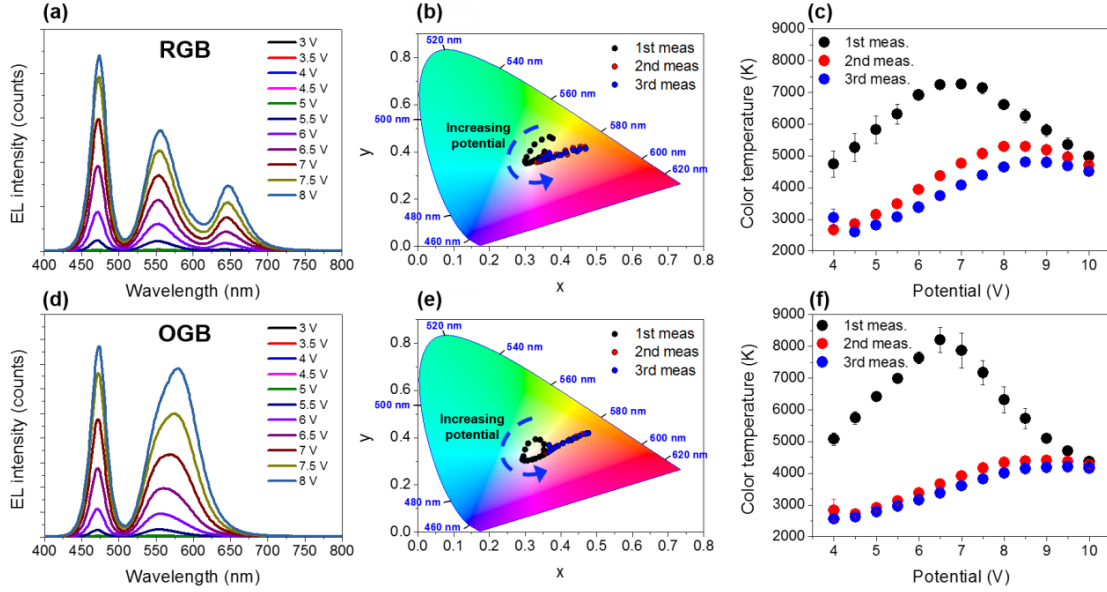 (a)
RGB
3 V
3.5 V
4 V
4.5 V
5 V
5.5 V
6 V
6.5 V
7 V
7.5 V
8 V
EL intensity (counts)
400 450 500 550 600 650 700 750 800
Wavelength (nm)
(b)
520 nm
540 nm
560 nm
580 nm
600 nm
620 nm
500 nm
480 nm
460 nm
1st meas
2nd meas
3rd meas
Increasing
potential
y
0.8
0.6
0.4
0.2
0.0
0.0 0.1 0.2 0.3 0.4 0.5 0.6 0.7 0.8
x
(c)
1st meas.
2nd meas.
3rd meas.
Color temperature (K)
9000
8000
7000
6000
5000
4000
3000
2000
4 5 6 7 8 9 10
Potential (V)
(d)
OGB
3 V
3.5 V
4 V
4.5 V
5 V
5.5 V
6 V
6.5 V
7 V
7.5 V
8 V
EL intensity (counts)
400 450 500 550 600 650 700 750 800
Wavelength (nm)
(e)
520 nm
540 nm
560 nm
580 nm
600 nm
620 nm
500 nm
480 nm
460 nm
1st meas
2nd meas
3rd meas
Increasing
potential
y
0.8
0.6
0.4
0.2
0.0
0.0 0.1 0.2 0.3 0.4 0.5 0.6 0.7 0.8
x
(f)
1st meas.
2nd meas.
3rd meas.
Color temperature (K)
9000
8000
7000
6000
5000
4000
3000
2000
4 5 6 7 8 9 10
Potential (V)